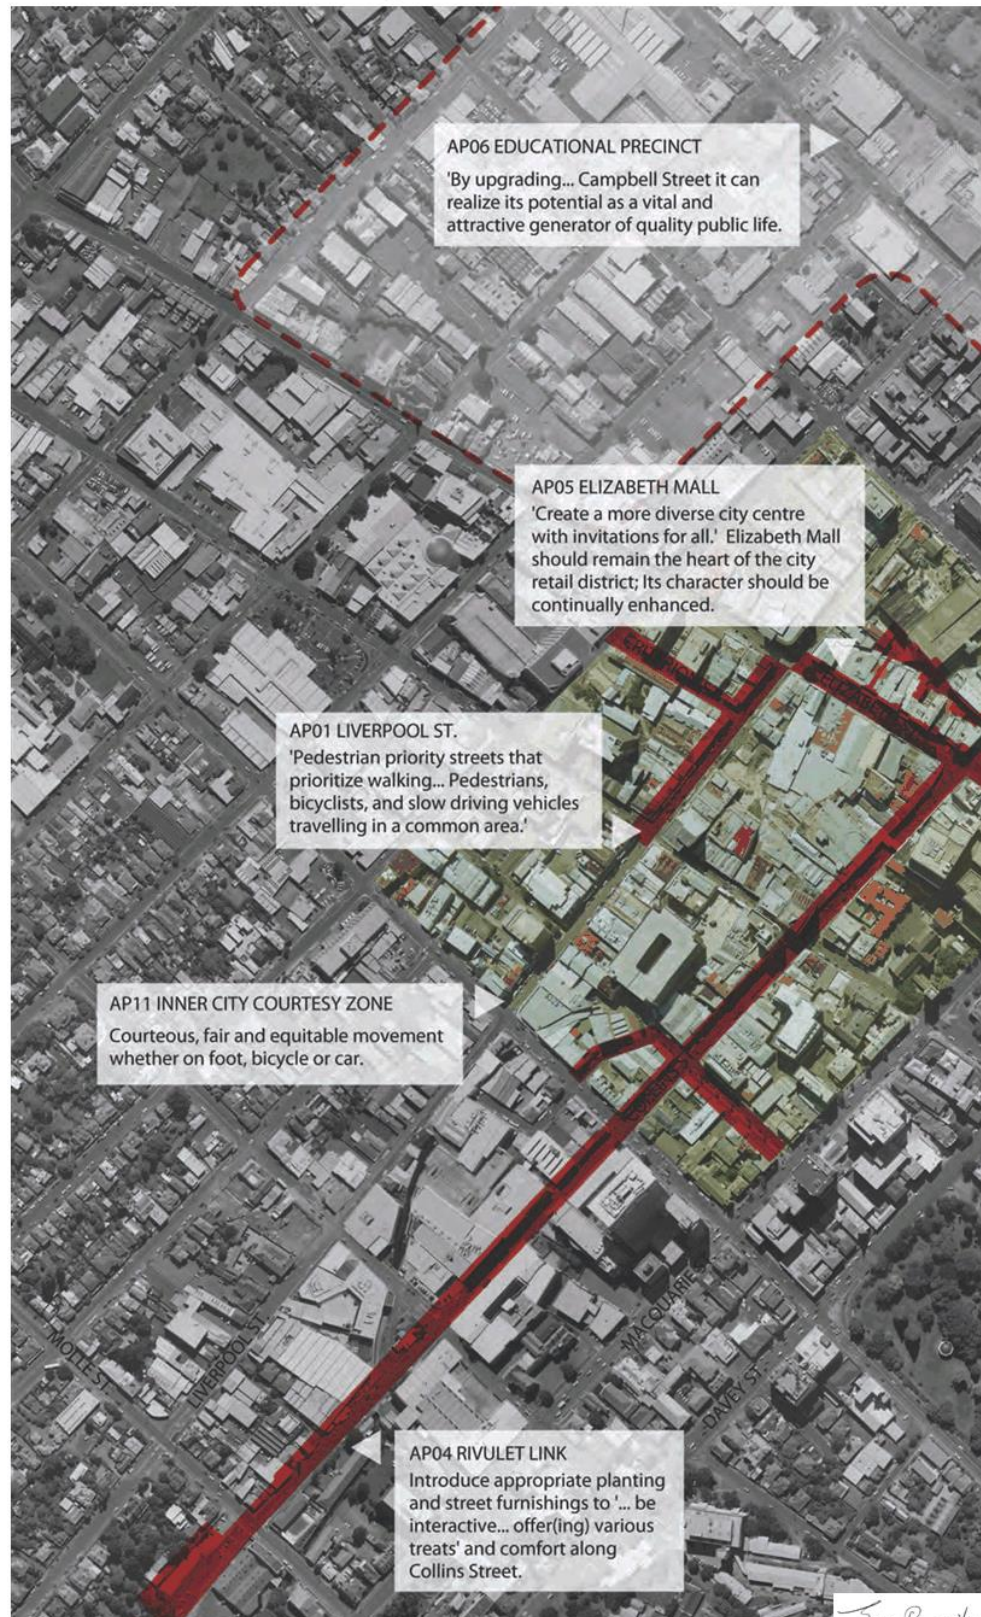 AP06 EDUCATIONAL PRECINCT
'By upgrading... Campbell Street it can
realize its potential as a vital and
attractive generator of quality public life.
AP05 ELIZABETH MALL
'Create a more diverse city centre
with invitations for all.' Elizabeth Mall
should remain the heart of the city
retail district; Its character should be
continually enhanced.
AP01 LIVERPOOL ST.
'Pedestrian priority streets that
prioritize walking... Pedestrians,
bicyclists, and slow driving vehicles
travelling in a common area.'
AP11 INNER CITY COURTESY ZONE
Courteous, fair and equitable movement
whether on foot, bicycle or car.
MOLLE ST.
LIVERPOOL ST.
MACQUARIE
DAVEY ST.
AP04 RIVULET LINK
Introduce appropriate planting
and street furnishings to '... be
interactive... offer(ing) various
treats' and comfort along
Collins Street.